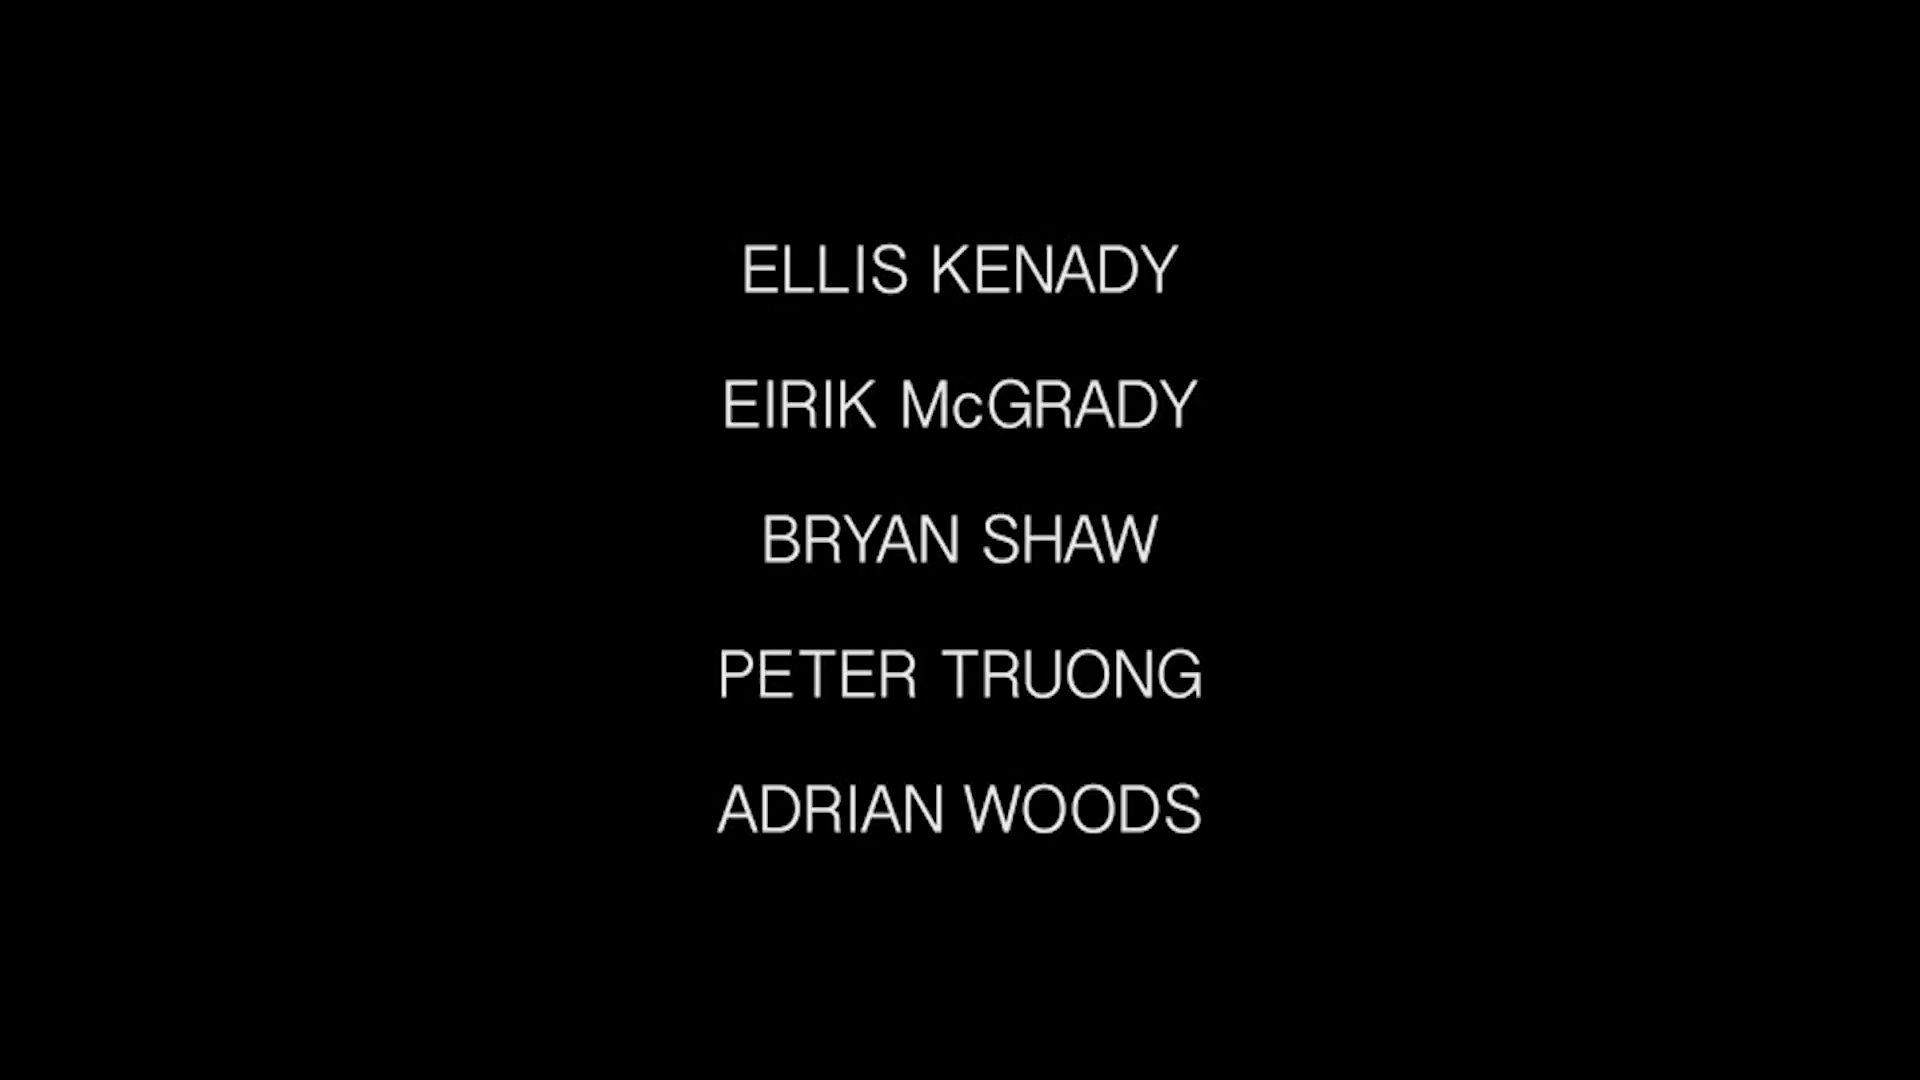 ELLIS KENADY
EIRIK McGRADY
BRYAN SHAW
PETER TRUONG
ADRIAN WOODS